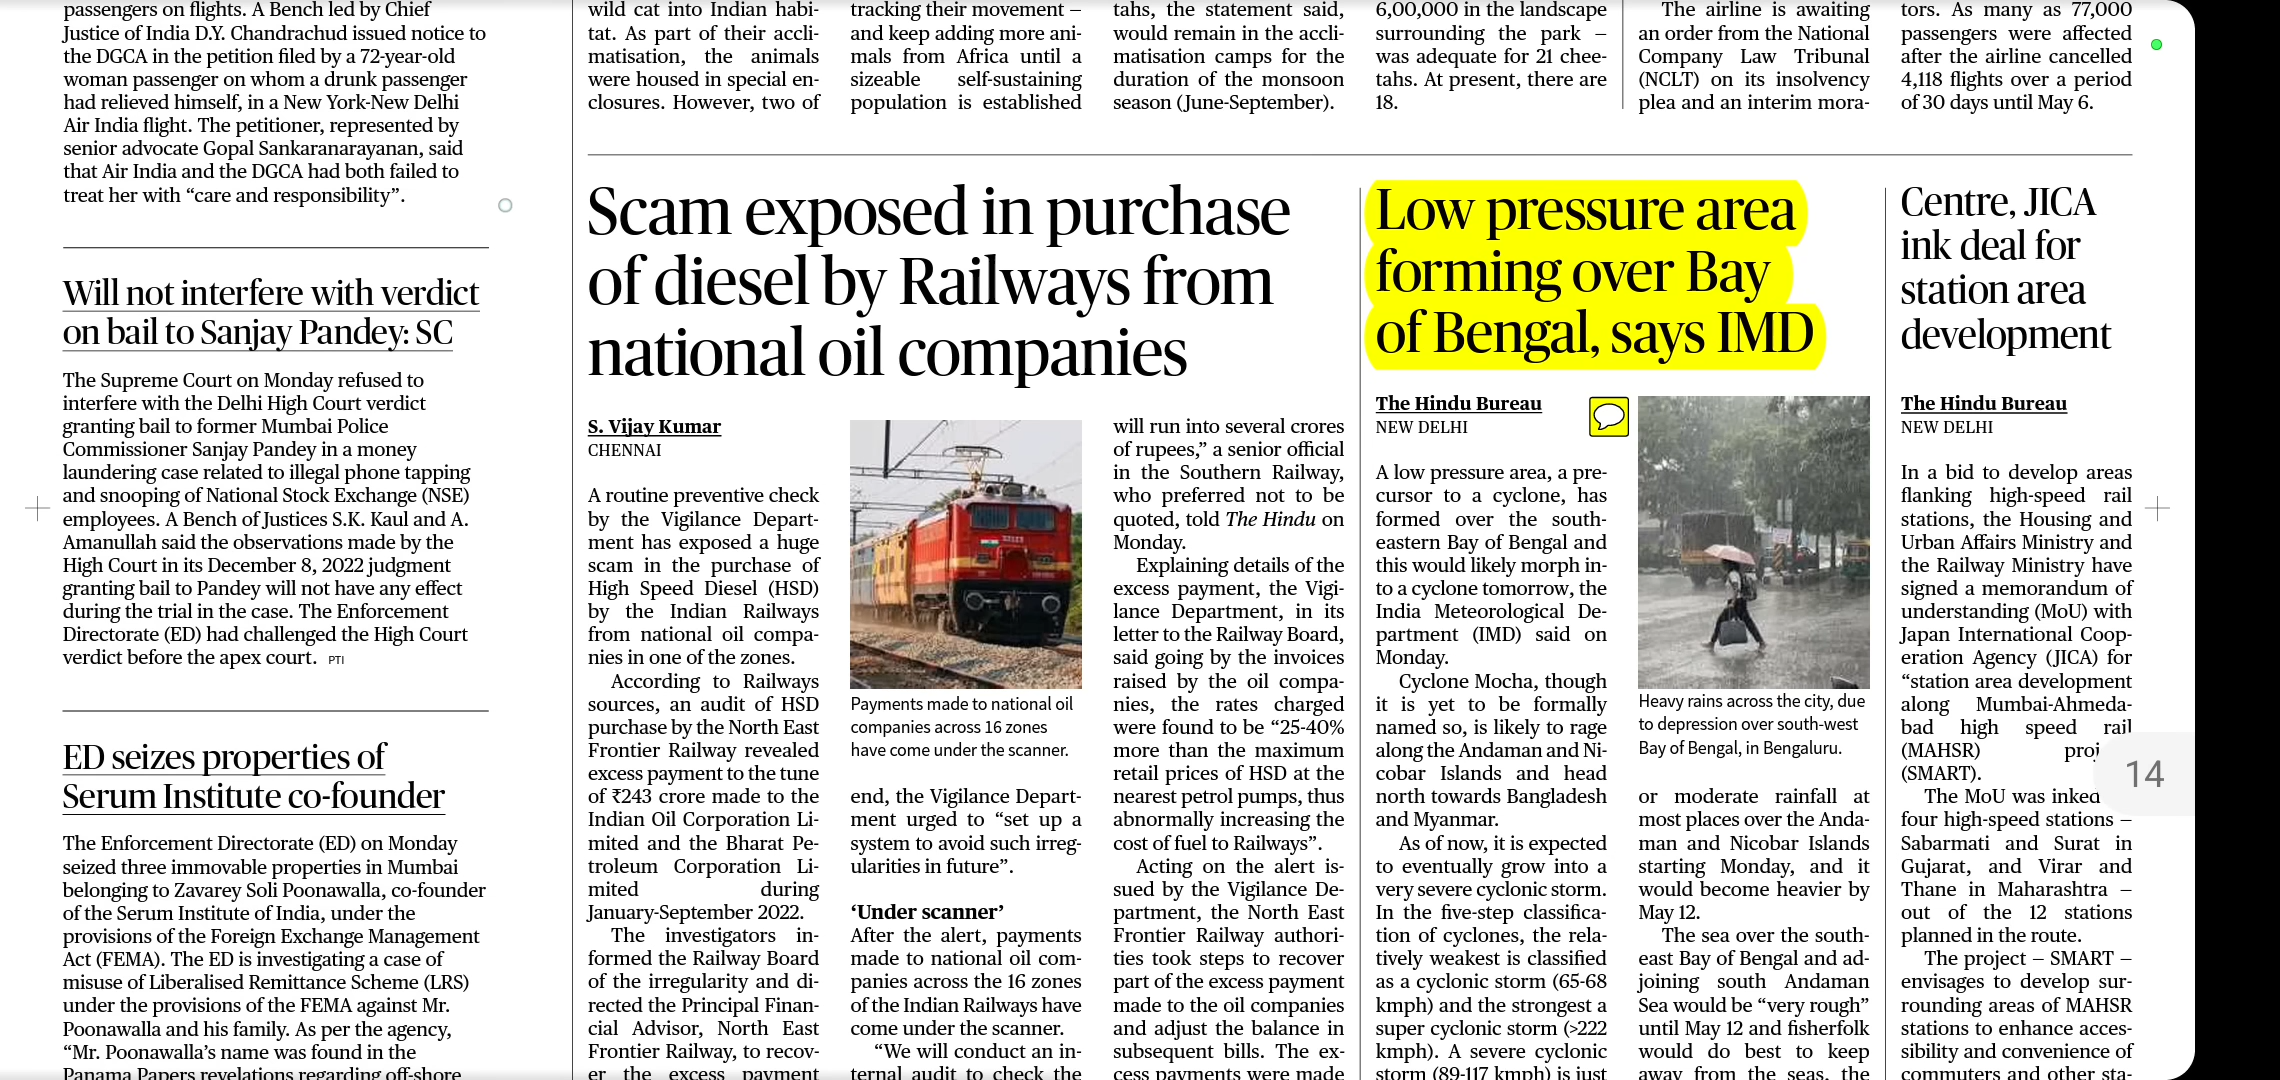 passengers on flights. A Bench led by Chief
Justice of India D.Y. Chandrachud issued notice to
the DGCA in the petition filed by a 72-year-old
woman passenger on whom a drunk passenger
had relieved himself, in a New York-New Delhi
Air India flight. The petitioner, represented by
senior advocate Gopal Sankaranarayanan, said
that Air India and the DGCA had both failed to
treat her with “care and responsibility”.
Will not interfere with verdict
on bail to Sanjay Pandey: SC
The Supreme Court on Monday refused to
interfere with the Delhi High Court verdict
granting bail to former Mumbai Police
Commissioner Sanjay Pandey in a money
laundering case related to illegal phone tapping
and snooping of National Stock Exchange (NSE)
employees. A Bench of Justices S.K. Kaul and A.
Amanullah said the observations made by the
High Court in its December 8, 2022 judgment
granting bail to Pandey will not have any effect
during the trial in the case. The Enforcement
Directorate (ED) had challenged the High Court
verdict before the apex court. PTI
ED seizes properties of
Serum Institute co-founder
The Enforcement Directorate (ED) on Monday
seized three immovable properties in Mumbai
belonging to Zavarey Soli Poonawalla, co-founder
of the Serum Institute of India, under the
provisions of the Foreign Exchange Management
Act (FEMA). The ED is investigating a case of
misuse of Liberalised Remittance Scheme (LRS)
under the provisions of the FEMA against Mr.
Poonawalla and his family. As per the agency,
“Mr. Poonawalla’s name was found in the
Panama Papers revelations regarding off-shore
wild cat into Indian habi-
tat. As part of their accli-
matisation, the animals
were housed in special en-
closures. However, two of
tracking their movement –
and keep adding more ani-
mals from Africa until a
sizeable self-sustaining
population is established
tahs, the statement said,
would remain in the accli-
matisation camps for the
duration of the monsoon
season (June-September).
6,00,000 in the landscape
surrounding the park –
was adequate for 21 chee-
tahs. At present, there are
18.
The airline is awaiting
an order from the National
Company Law Tribunal
(NCLT) on its insolvency
plea and an interim mora-
tors. As many as 77,000
passengers were affected
after the airline cancelled
4,118 flights over a period
of 30 days until May 6.
Scam exposed in purchase
of diesel by Railways from
national oil companies
S. Vijay Kumar
CHENNAI
A routine preventive check
by the Vigilance Depart-
ment has exposed a huge
scam in the purchase of
High Speed Diesel (HSD)
by the Indian Railways
from national oil compa-
nies in one of the zones.
According to Railways
sources, an audit of HSD
purchase by the North East
Frontier Railway revealed
excess payment to the tune
of ₹243 crore made to the
Indian Oil Corporation Li-
mited and the Bharat Pe-
troleum Corporation Li-
mited during
January-September 2022.
The investigators in-
formed the Railway Board
of the irregularity and di-
rected the Principal Finan-
cial Advisor, North East
Frontier Railway, to recov-
er the excess payment
Payments made to national oil
companies across 16 zones
have come under the scanner.
end, the Vigilance Depart-
ment urged to “set up a
system to avoid such irreg-
ularities in future”.
‘Under scanner’
After the alert, payments
made to national oil com-
panies across the 16 zones
of the Indian Railways have
come under the scanner.
“We will conduct an in-
ternal audit to check the
will run into several crores
of rupees,” a senior official
in the Southern Railway,
who preferred not to be
quoted, told The Hindu on
Monday.
Explaining details of the
excess payment, the Vigi-
lance Department, in its
letter to the Railway Board,
said going by the invoices
raised by the oil compa-
nies, the rates charged
were found to be “25-40%
more than the maximum
retail prices of HSD at the
nearest petrol pumps, thus
abnormally increasing the
cost of fuel to Railways”.
Acting on the alert is-
sued by the Vigilance De-
partment, the North East
Frontier Railway authori-
ties took steps to recover
part of the excess payment
made to the oil companies
and adjust the balance in
subsequent bills. The ex-
cess payments were made
Low pressure area
forming over Bay
of Bengal, says IMD
The Hindu Bureau
NEW DELHI
A low pressure area, a pre-
cursor to a cyclone, has
formed over the south-
eastern Bay of Bengal and
this would likely morph in-
to a cyclone tomorrow, the
India Meteorological De-
partment (IMD) said on
Monday.
Cyclone Mocha, though
it is yet to be formally
named so, is likely to rage
along the Andaman and Ni-
cobar Islands and head
north towards Bangladesh
and Myanmar.
As of now, it is expected
to eventually grow into a
very severe cyclonic storm.
In the five-step classifica-
tion of cyclones, the rela-
tively weakest is classified
as a cyclonic storm (65-68
kmph) and the strongest a
super cyclonic storm (>222
kmph). A severe cyclonic
storm (89-117 kmph) is just
Heavy rains across the city, due
to depression over south-west
Bay of Bengal, in Bengaluru.
or moderate rainfall at
most places over the Anda-
man and Nicobar Islands
starting Monday, and it
would become heavier by
May 12.
The sea over the south-
east Bay of Bengal and ad-
joining south Andaman
Sea would be “very rough”
until May 12 and fisherfolk
would do best to keep
away from the seas, the
Centre, JICA
ink deal for
station area
development
The Hindu Bureau
NEW DELHI
In a bid to develop areas
flanking high-speed rail
stations, the Housing and
Urban Affairs Ministry and
the Railway Ministry have
signed a memorandum of
understanding (MoU) with
Japan International Coop-
eration Agency (JICA) for
“station area development
along Mumbai-Ahmeda-
bad high speed rail
(MAHSR)
(SMART).
The MoU was inked
four high-speed stations –
Sabarmati and Surat in
Gujarat, and Virar and
Thane in Maharashtra –
out of the 12 stations
planned in the route.
The project – SMART –
envisages to develop sur-
rounding areas of MAHSR
stations to enhance acces-
sibility and convenience of
commuters and other sta-
14